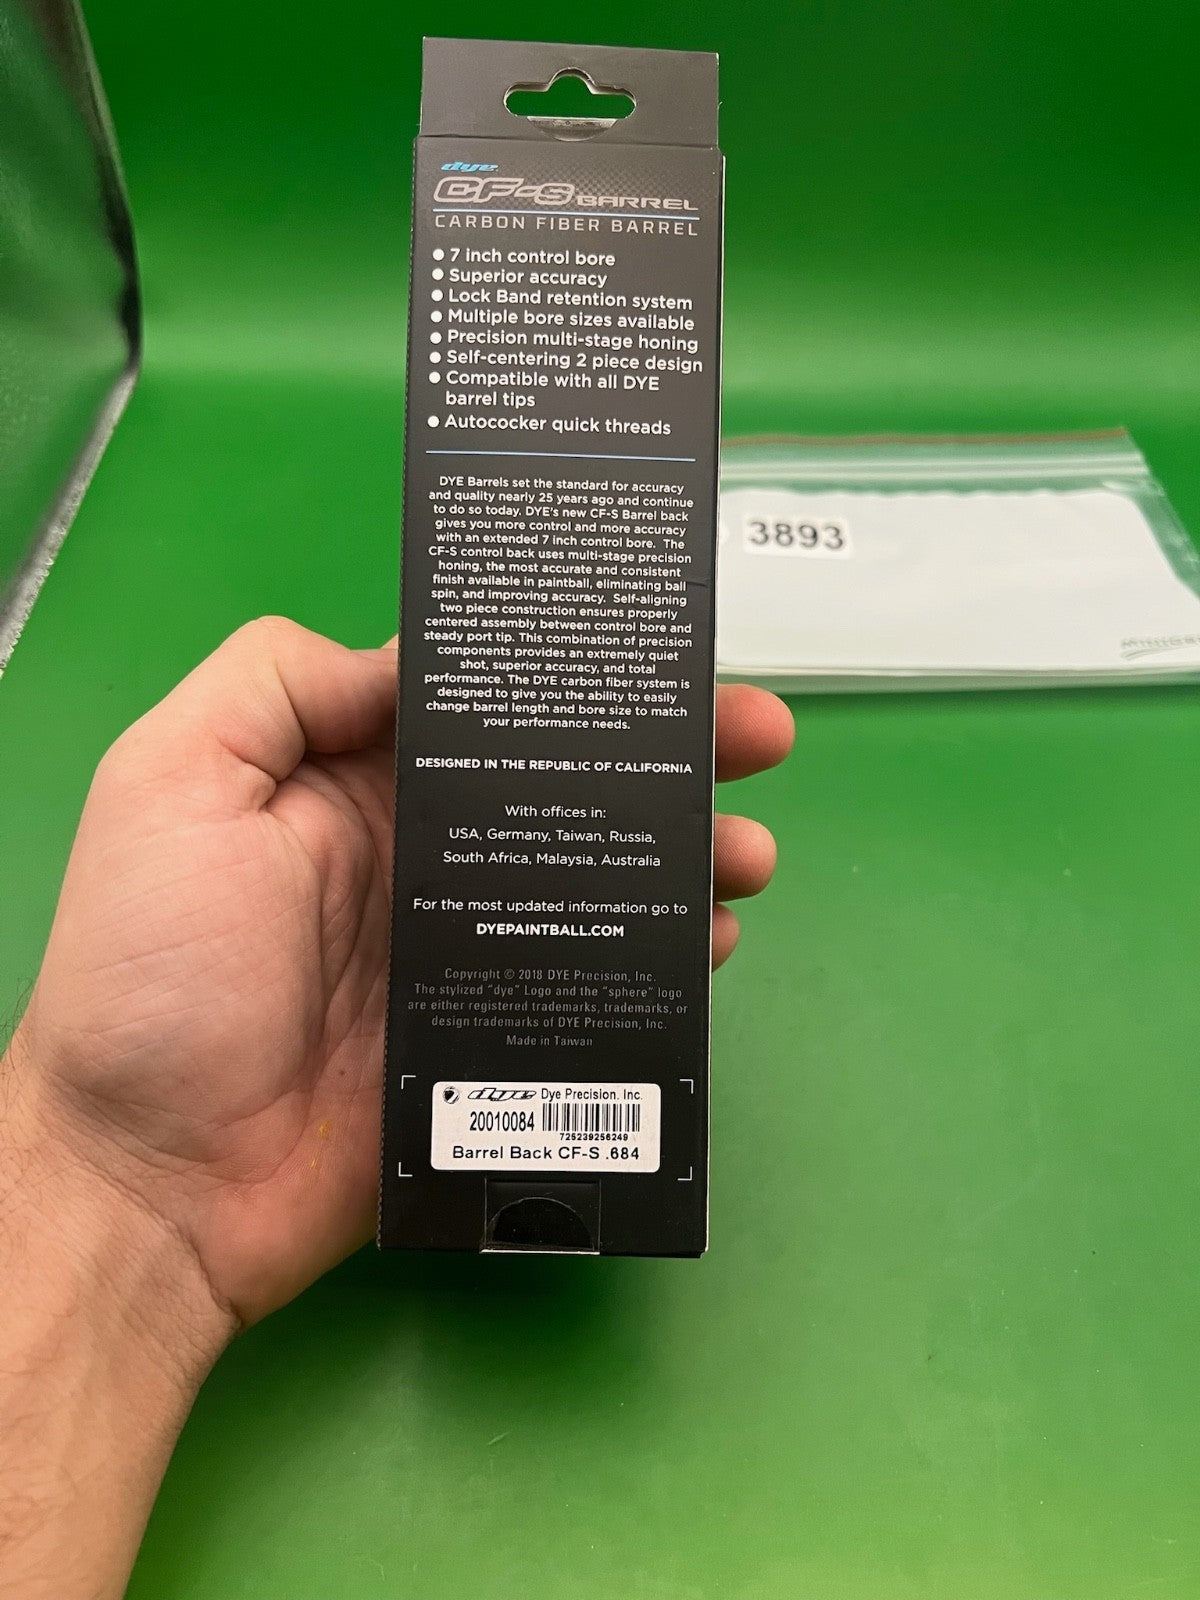 dye
CF-S BARREL
CARBON FIBER BARREL
● 7 inch control bore
● Superior accuracy
● Lock Band retention system
● Multiple bore sizes available
● Precision multi-stage honing
● Self-centering 2 piece design
● Compatible with all DYE
barrel tips
● Autococker quick threads
DYE Barrels set the standard for accuracy
and quality nearly 25 years ago and continue
to do so today. DYE's new CF-S Barrel back
gives you more control and more accuracy
with an extended 7 inch control bore. The
CF-S control back uses multi-stage precision
honing, the most accurate and consistent
finish available in paintball, eliminating ball
spin, and improving accuracy. Self-aligning
two piece construction ensures properly
centered assembly between control bore and
steady port tip. This combination of precision
components provides an extremely quiet
shot, superior accuracy, and total
performance. The DYE carbon fiber system is
designed to give you the ability to easily
change barrel length and bore size to match
your performance needs.
DESIGNED IN THE REPUBLIC OF CALIFORNIA
With offices in:
USA, Germany, Taiwan, Russia,
South Africa, Malaysia, Australia
For the most updated information go to
DYEPAINTBALL.COM
Copyright © 2018 DYE Precision, Inc.
The stylized "dye" Logo and the "sphere" logo
are either registered trademarks, trademarks, or
design trademarks of DYE Precision, Inc.
Made in Taiwan
dye Dye Precision. Inc.
20010084
725239256249
Barrel Back CF-S .684
3893